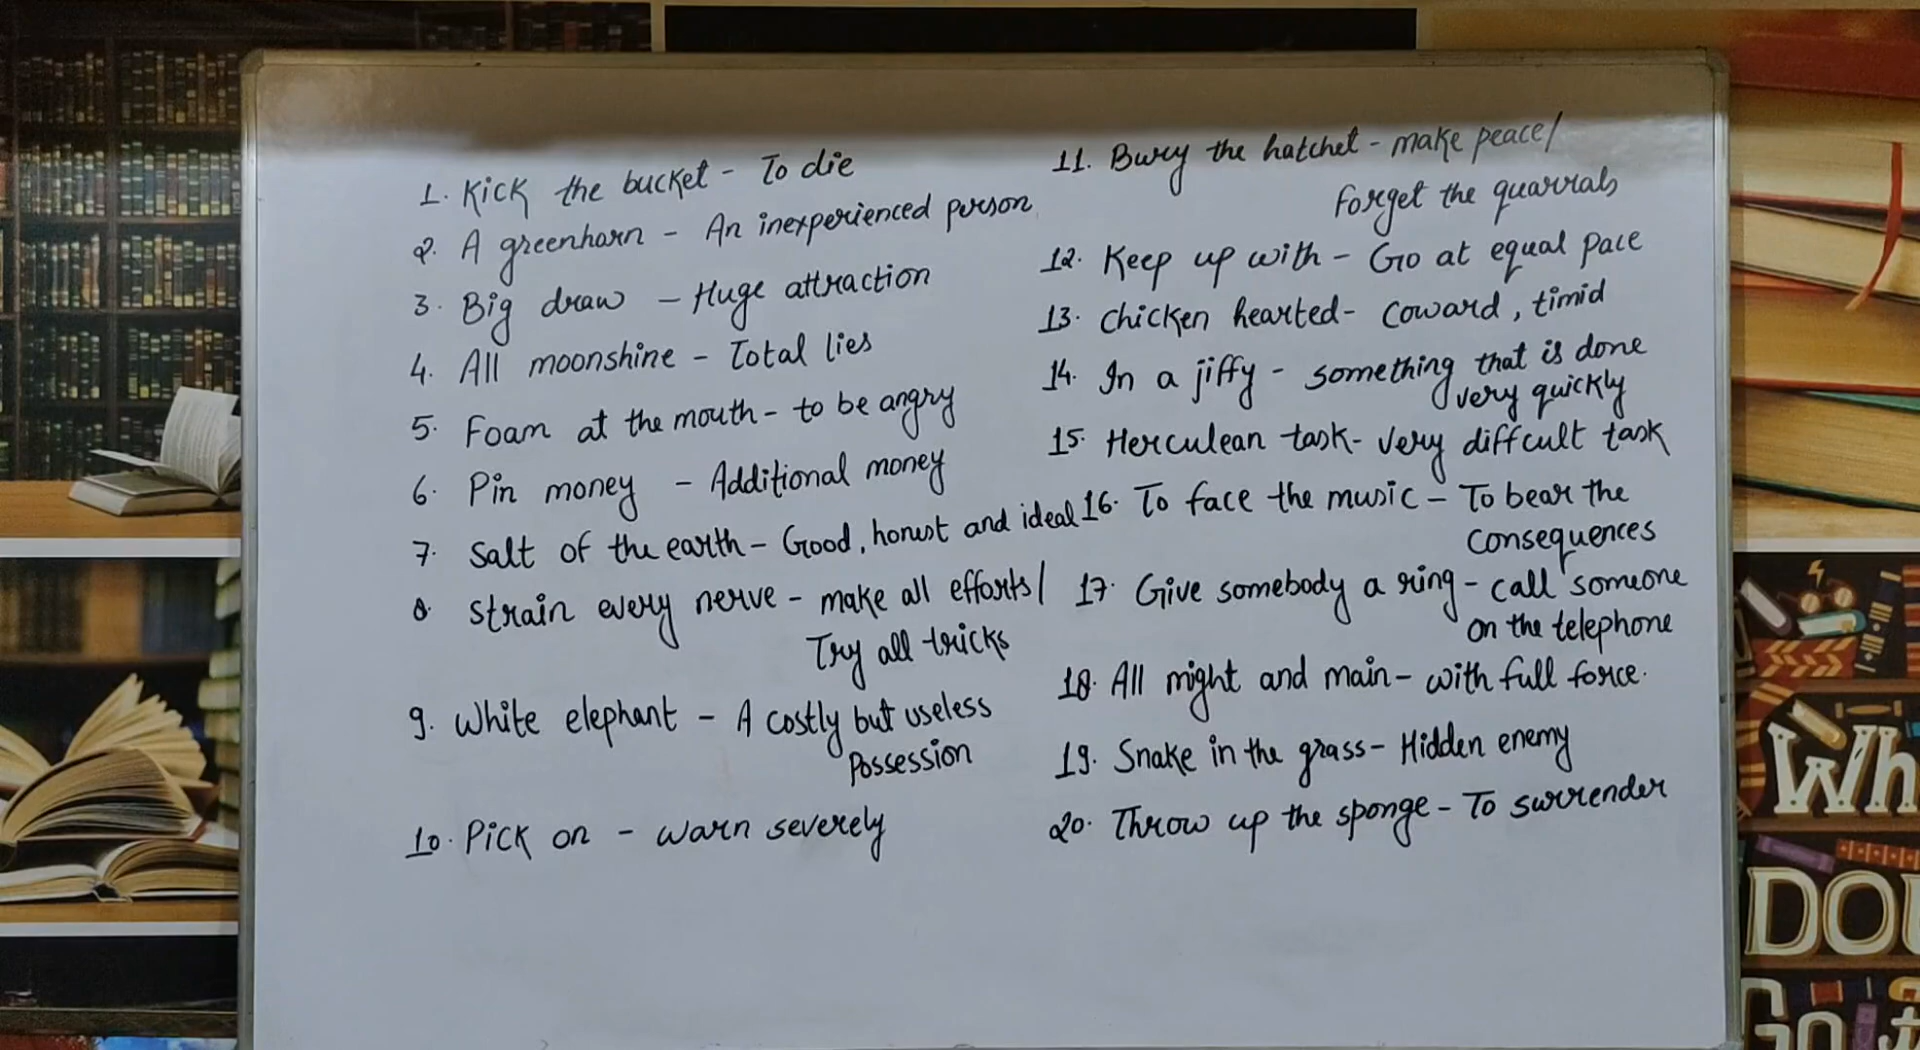 1. Kick the bucket - To die
2. A greenhorn - An inexperienced person
3. Big draw - Huge attraction
4. All moonshine - Total lies
5. Foam at the mouth - to be angry
6. Pin money - Additional money
7. Salt of the earth - Good, honest and ideal
8. Strain every nerve - make all efforts/
Try all tricks
9. White elephant - A costly but useless
Possession
10. Pick on - warn severely
11. Bury the hatchet - make peace/
Forget the quarrals
12. Keep up with - Go at equal pace
13. Chicken hearted - Coward, timid
14. In a jiffy - something that is done
very quickly
15. Herculean task - very diffcult task
16. To face the music - To bear the
Consequences
17. Give somebody a ring - call someone
on the telephone
18. All might and main - with full force.
19. Snake in the grass - Hidden enemy
20. Throw up the sponge - To surrender
Wh
DO
Go